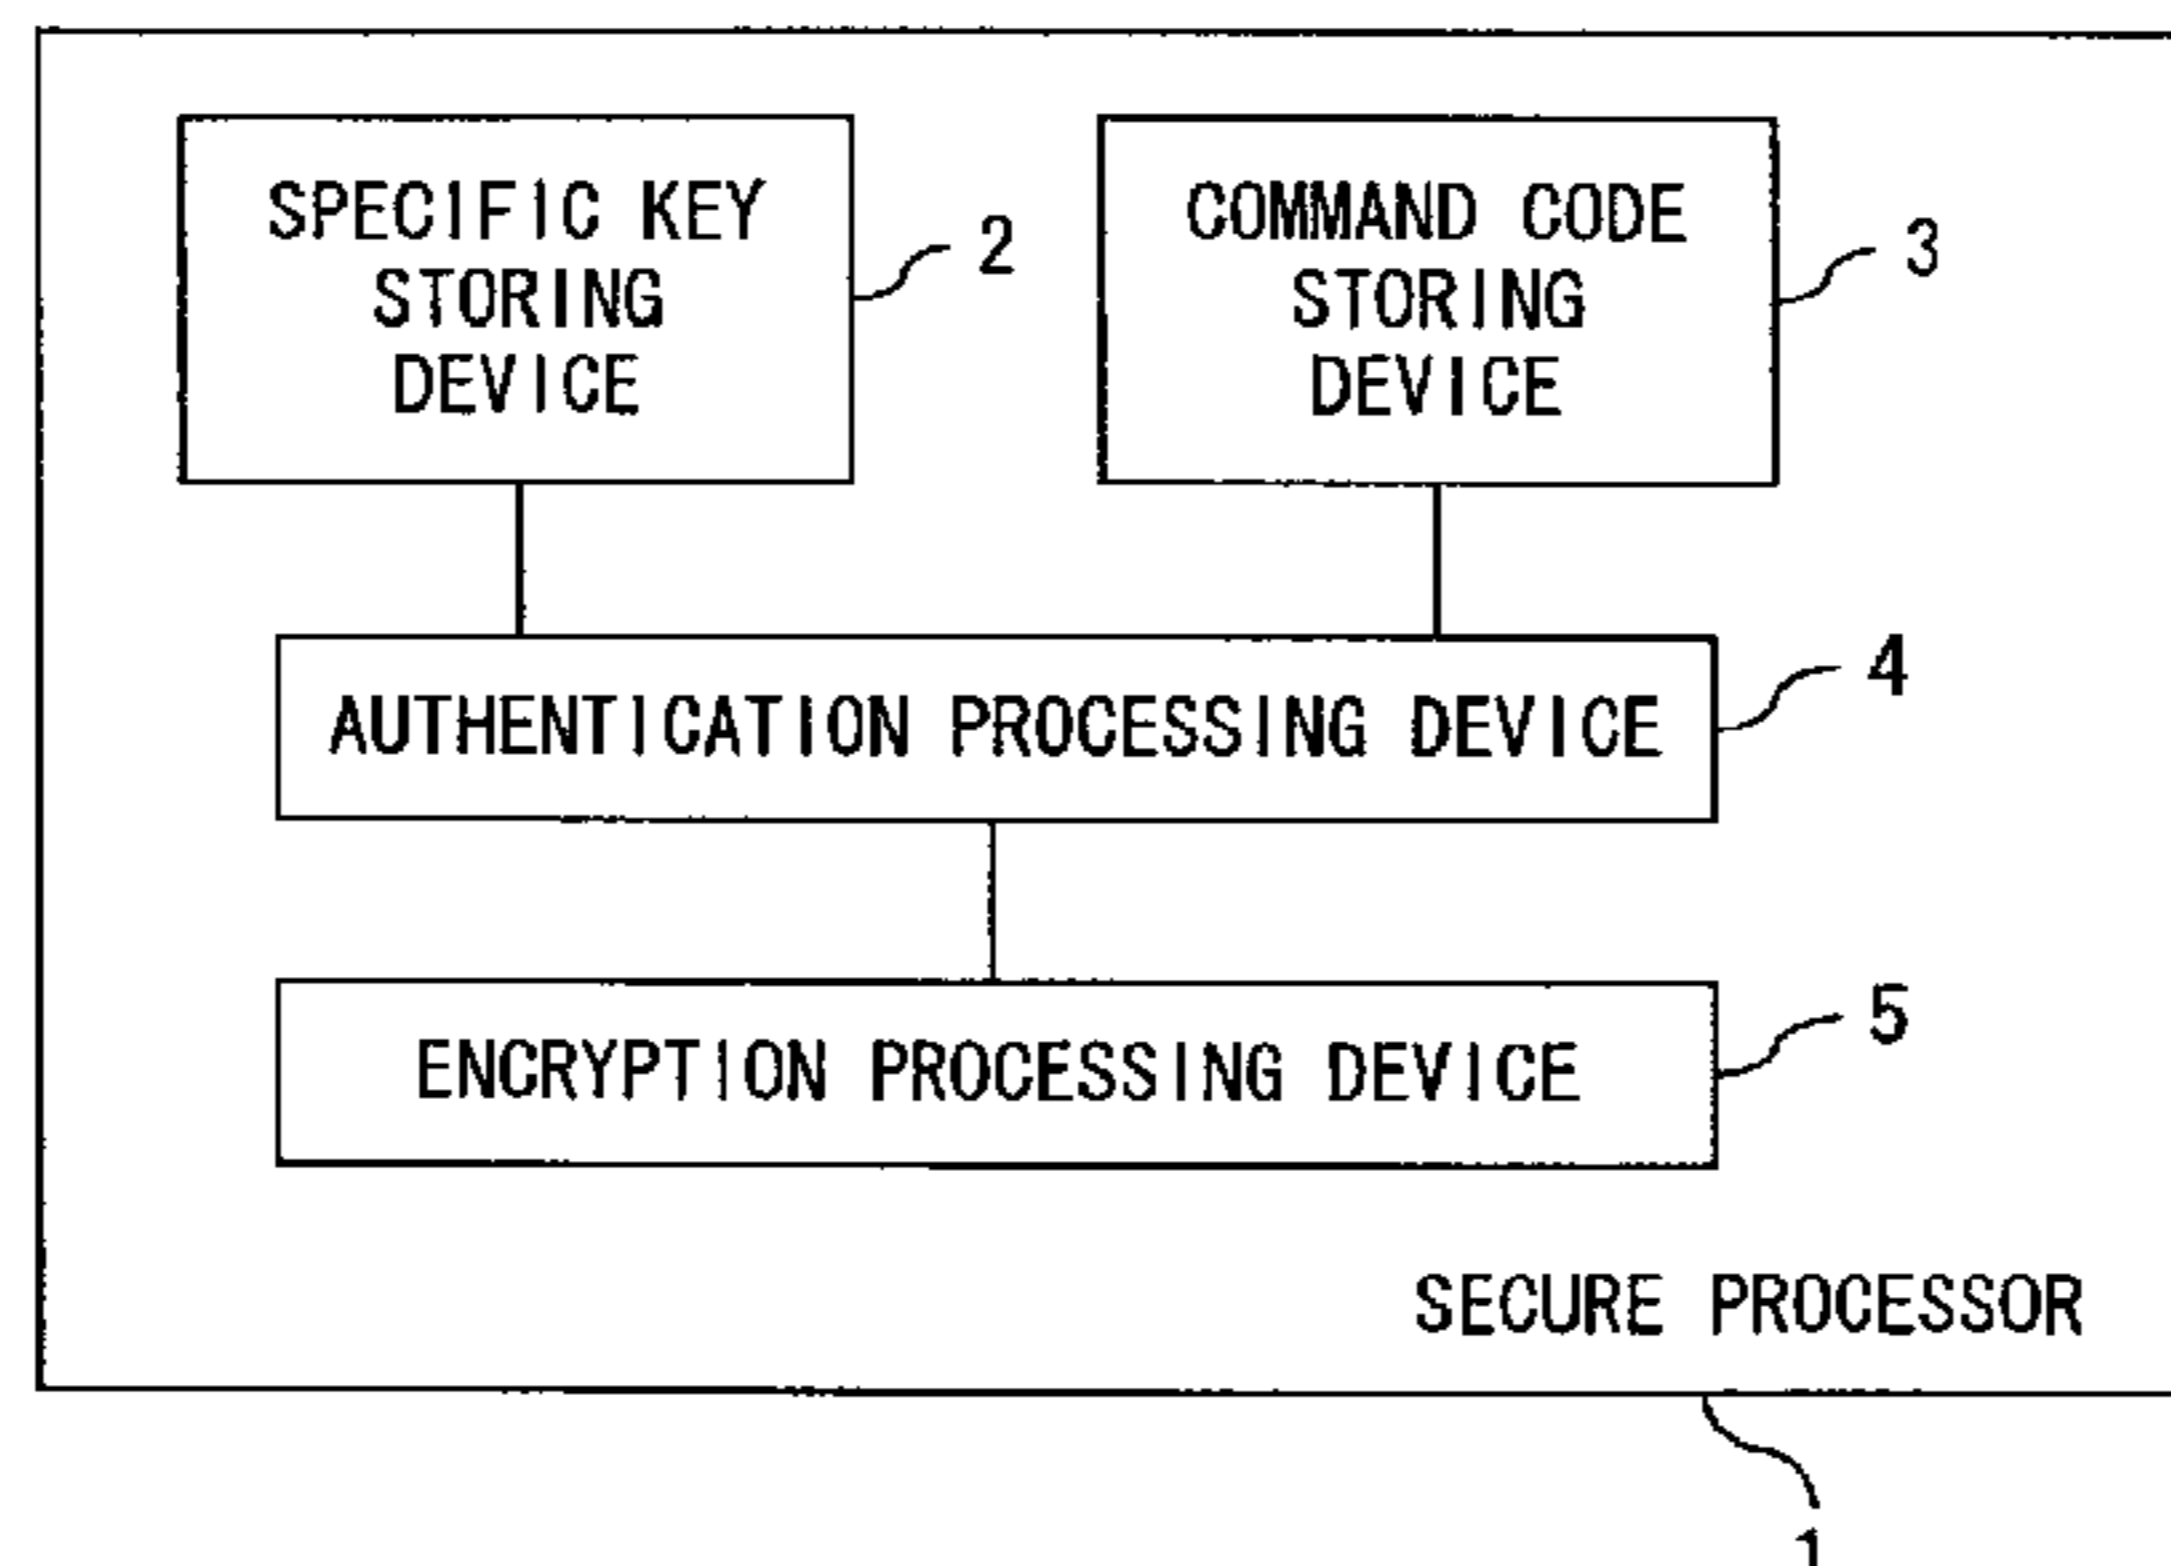 SPECIFIC KEY
STORING
DEVICE
2
COMMAND CODE
STORING
DEVICE
3
AUTHENTICATION PROCESSING DEVICE
4
ENCRYPTION PROCESSING DEVICE
5
SECURE PROCESSOR
1